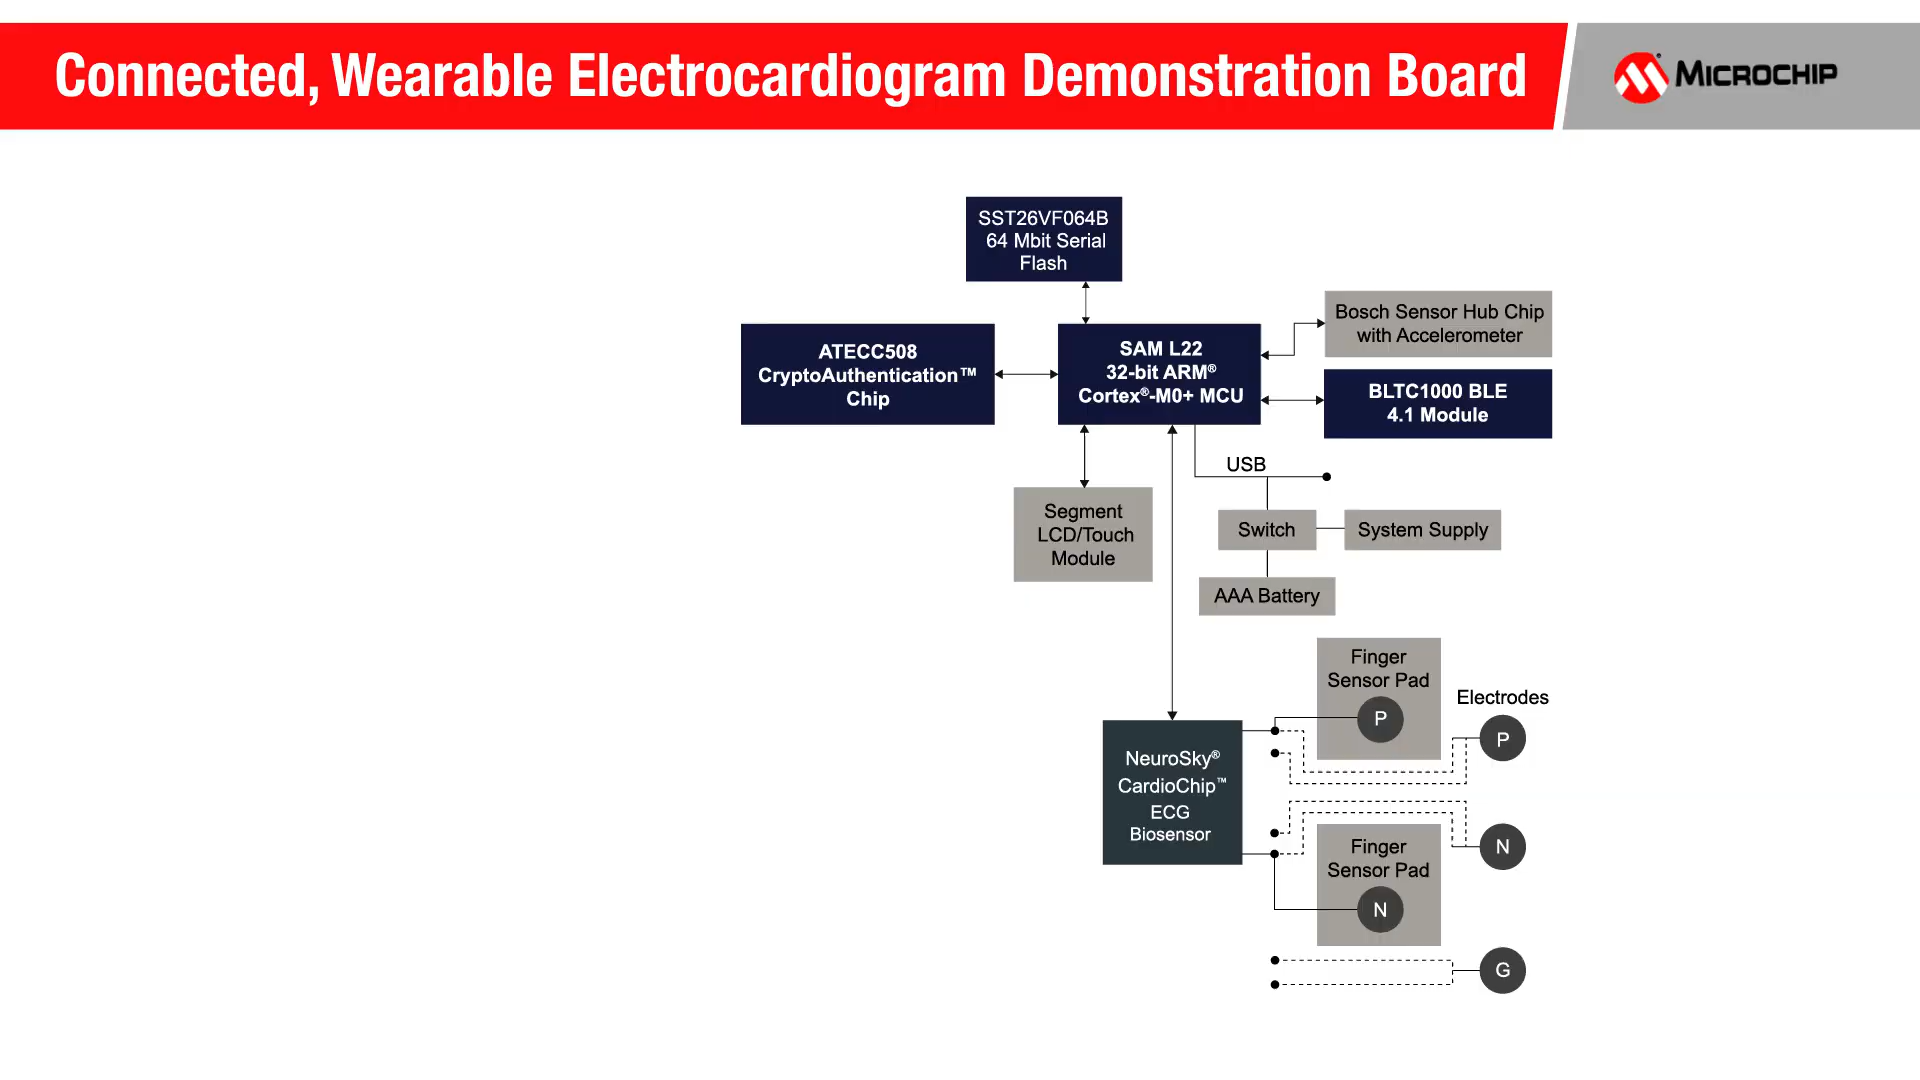 Connected, Wearable Electrocardiogram Demonstration Board
MICROCHIP
SST26VF064B
64 Mbit Serial
Flash
ATECC508
CryptoAuthentication™
Chip
SAM L22
32-bit ARM®
Cortex®-M0+ MCU
Bosch Sensor Hub Chip
with Accelerometer
BLTC1000 BLE
4.1 Module
USB
Segment
LCD/Touch
Module
Switch
System Supply
AAA Battery
Finger
Sensor Pad
P
Electrodes
P
NeuroSky®
CardioChip™
ECG
Biosensor
N
Finger
Sensor Pad
N
G